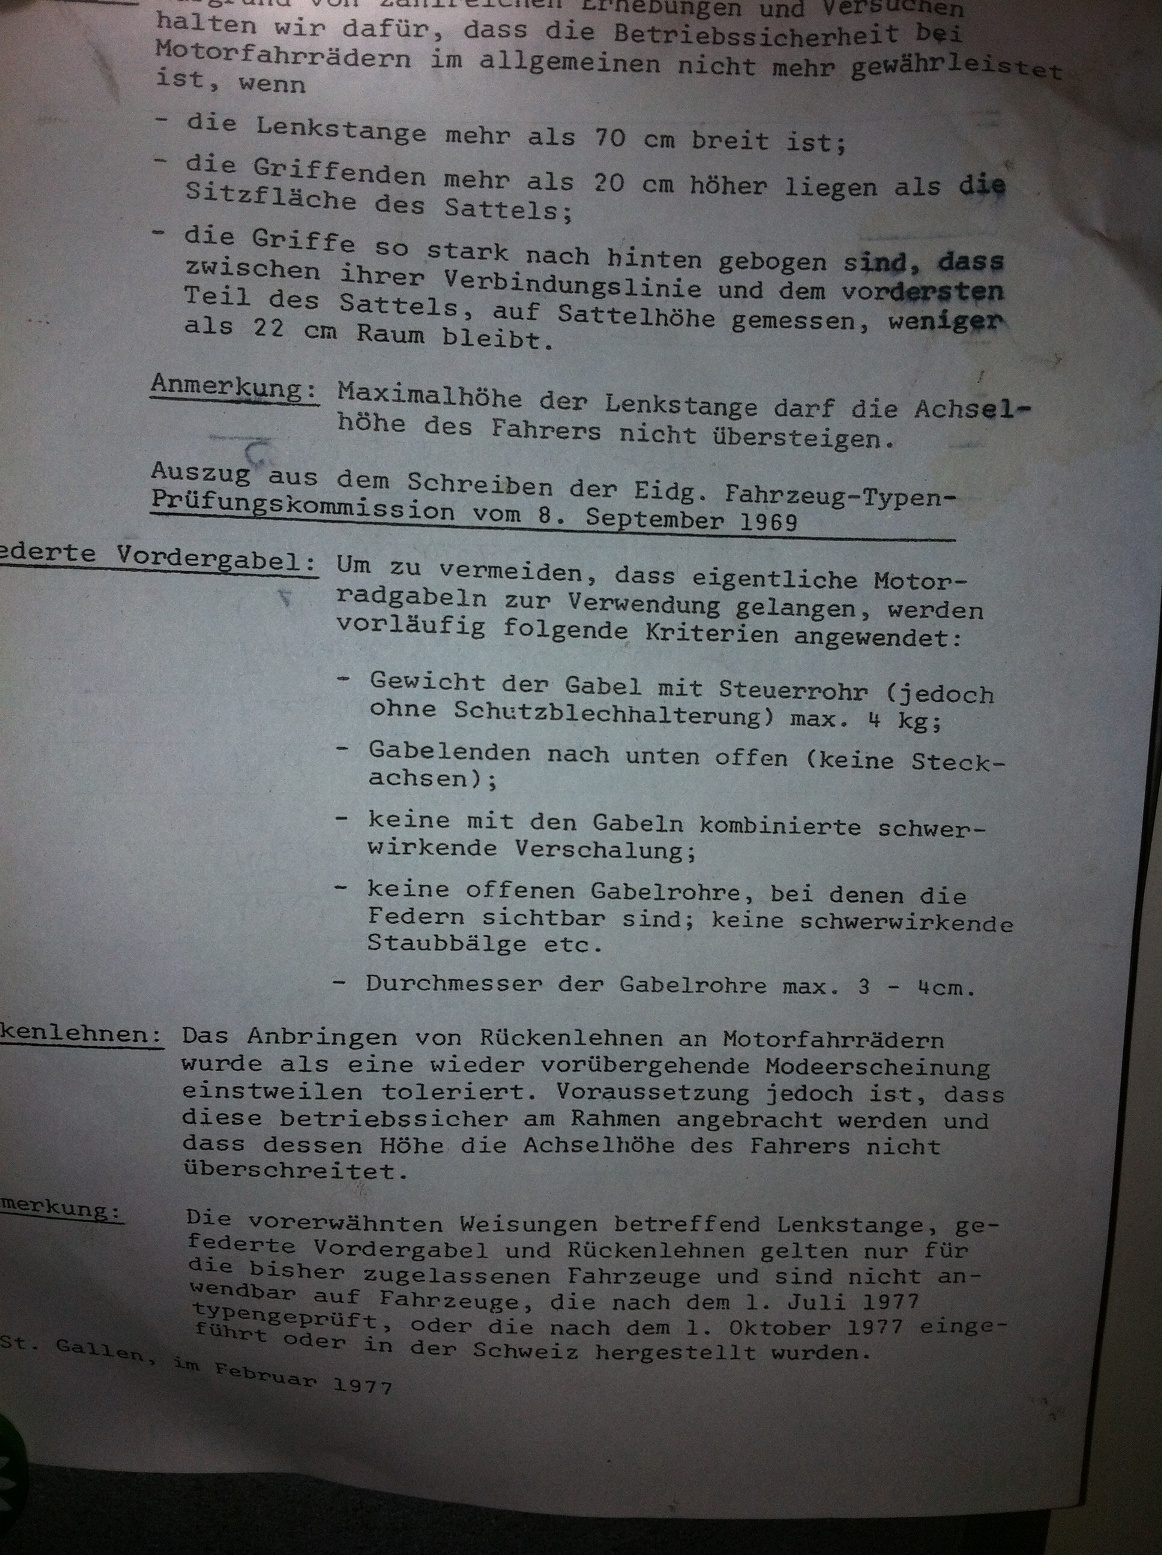 von zahlreichen Erhebungen und Versuchen
halten wir dafür, dass die Betriebssicherheit bei
Motorfahrrädern im allgemeinen nicht mehr gewährleistet
ist, wenn
- die Lenkstange mehr als 70 cm breit ist;
- die Griffenden mehr als 20 cm höher liegen als die
Sitzfläche des Sattels;
- die Griffe so stark nach hinten gebogen sind, dass
zwischen ihrer Verbindungslinie und dem vordersten
Teil des Sattels, auf Sattelhöhe gemessen, weniger
als 22 cm Raum bleibt.
Anmerkung: Maximalhöhe der Lenkstange darf die Achsel-
höhe des Fahrers nicht übersteigen.
Auszug aus dem Schreiben der Eidg. Fahrzeug-Typen-
Prüfungskommission vom 8. September 1969
ederte Vordergabel: Um zu vermeiden, dass eigentliche Motor-
radgabeln zur Verwendung gelangen, werden
vorläufig folgende Kriterien angewendet:
- Gewicht der Gabel mit Steuerrohr (jedoch
ohne Schutzblechhalterung) max. 4 kg;
- Gabelenden nach unten offen (keine Steck-
achsen);
- keine mit den Gabeln kombinierte schwer-
wirkende Verschalung;
- keine offenen Gabelrohre, bei denen die
Federn sichtbar sind; keine schwerwirkende
Staubbälge etc.
- Durchmesser der Gabelrohre max. 3 - 4cm.
kenlehnen: Das Anbringen von Rückenlehnen an Motorfahrrädern
wurde als eine wieder vorübergehende Modeerscheinung
einstweilen toleriert. Voraussetzung jedoch ist, dass
diese betriebssicher am Rahmen angebracht werden und
dass dessen Höhe die Achselhöhe des Fahrers nicht
überschreitet.
merkung: Die vorerwähnten Weisungen betreffend Lenkstange, ge-
federte Vordergabel und Rückenlehnen gelten nur für
die bisher zugelassenen Fahrzeuge und sind nicht an-
wendbar auf Fahrzeuge, die nach dem 1. Juli 1977
typengeprüft, oder die nach dem 1. Oktober 1977 einge-
führt oder in der Schweiz hergestellt wurden.
St. Gallen, im Februar 1977